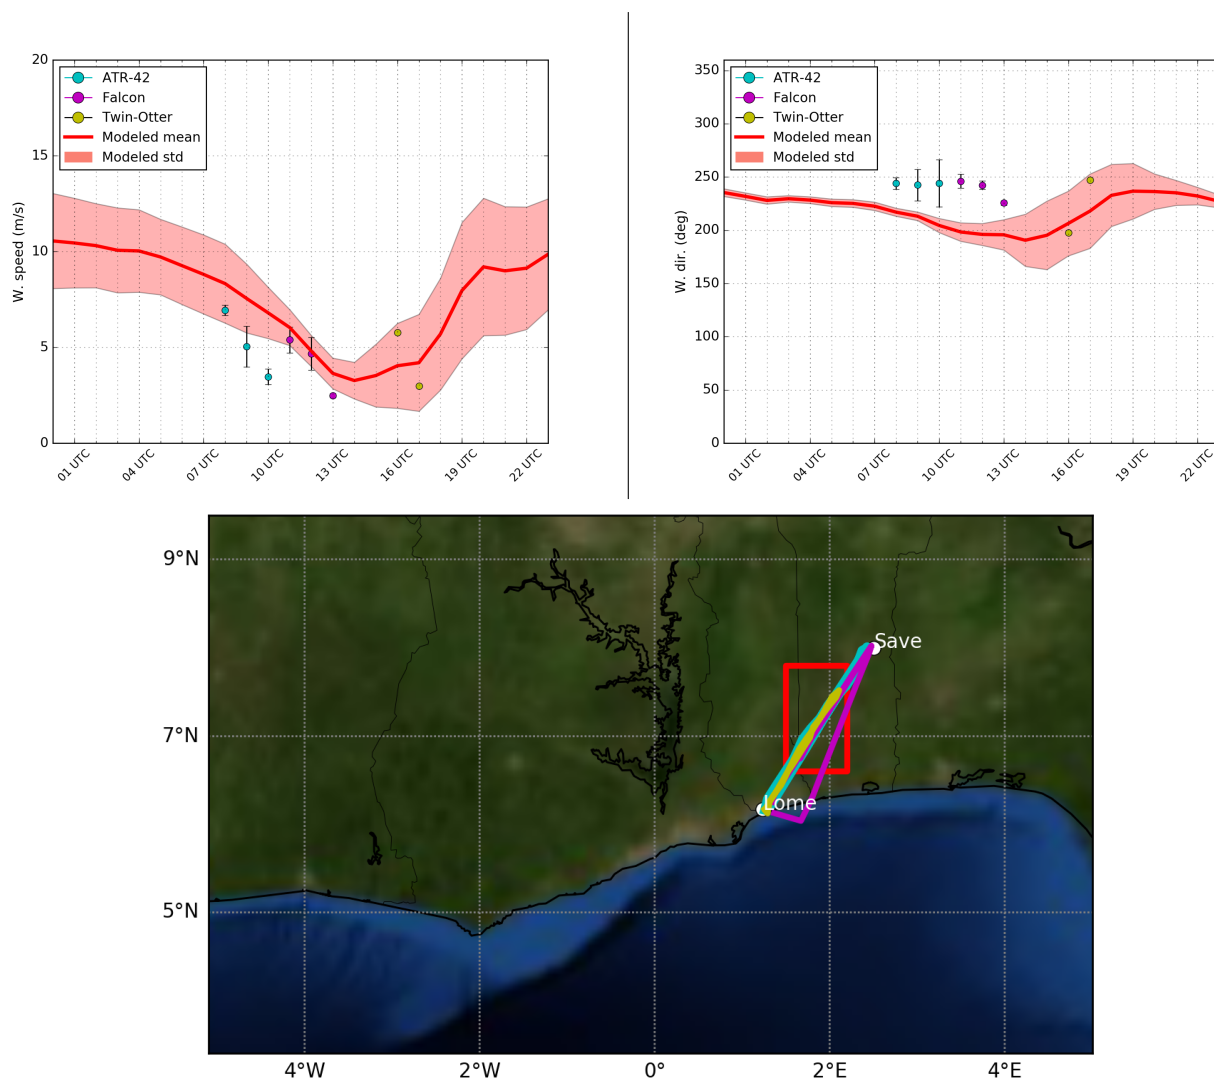 20
15
10
5
0
W. speed (m/s)
ATR-42
Falcon
Twin-Otter
Modeled mean
Modeled std
01 UTC
04 UTC
07 UTC
10 UTC
13 UTC
16 UTC
19 UTC
22 UTC
350
300
250
200
150
100
50
0
W. dir. (deg)
ATR-42
Falcon
Twin-Otter
Modeled mean
Modeled std
01 UTC
04 UTC
07 UTC
10 UTC
13 UTC
16 UTC
19 UTC
22 UTC
9°N
7°N
5°N
Save
Lome
4°W
2°W
0°
2°E
4°E